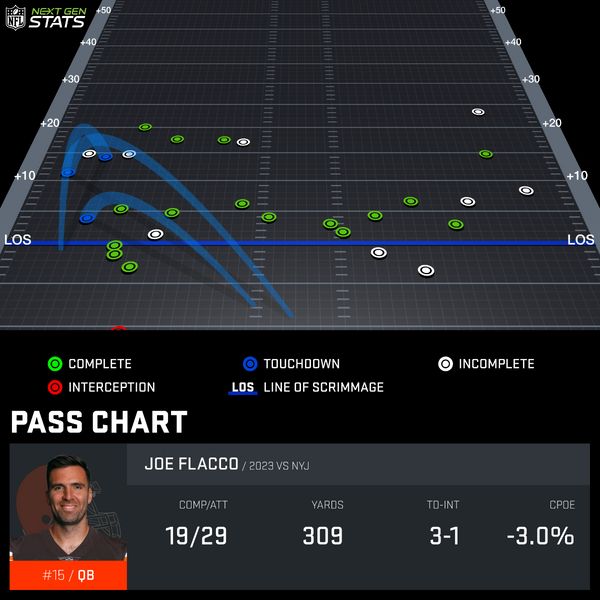 NFL NEXT GEN STATS
+50 +50
+40 +40
+30 +30
+20 +20
+10 +10
LOS LOS
COMPLETE TOUCHDOWN INCOMPLETE
INTERCEPTION LOS LINE OF SCRIMMAGE
PASS CHART
JOE FLACCO / 2023 VS NYJ
COMP/ATT YARDS TD-INT CPOE
19/29 309 3-1 -3.0%
#15 / QB